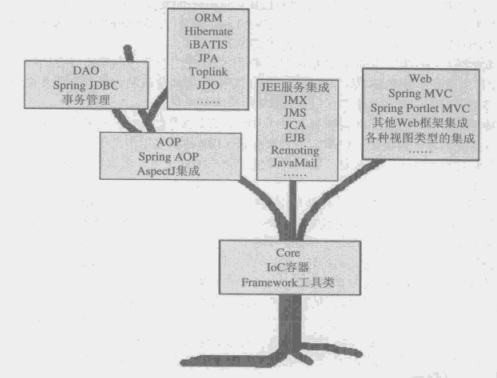 ORM
Hibernate
iBATIS
JPA
Toplink
JDO
……
DAO
Spring JDBC
事务管理
AOP
Spring AOP
AspectJ集成
JEE服务集成
JMX
JMS
JCA
EJB
Remoting
JavaMail
……
Web
Spring MVC
Spring Portlet MVC
其他Web框架集成
各种视图类型的集成
……
Core
IoC容器
Framework工具类